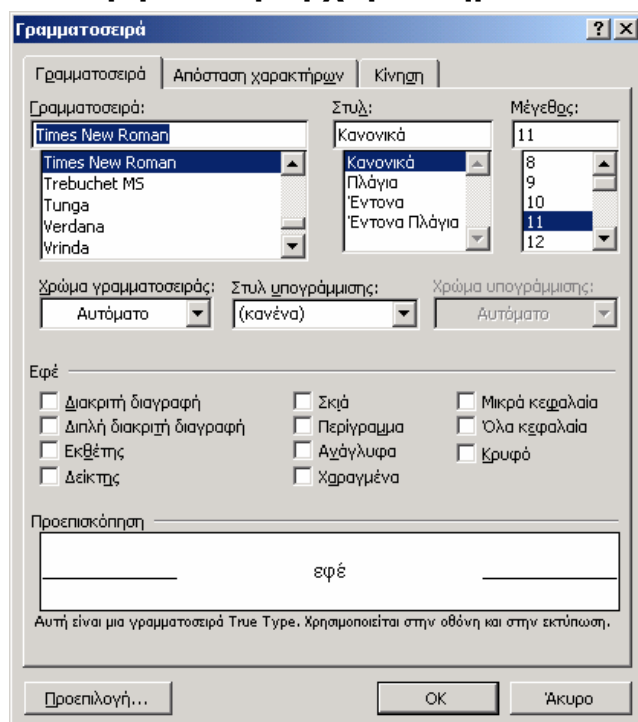 Γραμματοσειρά
Γραμματοσειρά Απόσταση χαρακτήρων Κίνηση
Γραμματοσειρά: Στυλ: Μέγεθος:
Times New Roman Κανονικά 11
Times New Roman Κανονικά 8
Trebuchet MS Πλάγια 9
Tunga Έντονα 10
Verdana Έντονα Πλάγια 11
Vrinda 12
Χρώμα γραμματοσειράς: Στυλ υπογράμμισης: Χρώμα υπογράμμισης:
Αυτόματο (κανένα) Αυτόματο
Εφέ
Διακριτή διαγραφή Σκιά Μικρά κεφαλαία
Διπλή διακριτή διαγραφή Περίγραμμα Όλα κεφαλαία
Εκθέτης Ανάγλυφα Κρυφό
Δείκτης Χαραγμένα
Προεπισκόπηση
εφέ
Αυτή είναι μια γραμματοσειρά True Type. Χρησιμοποιείται στην οθόνη και στην εκτύπωση.
Προεπιλογή... OK Άκυρο